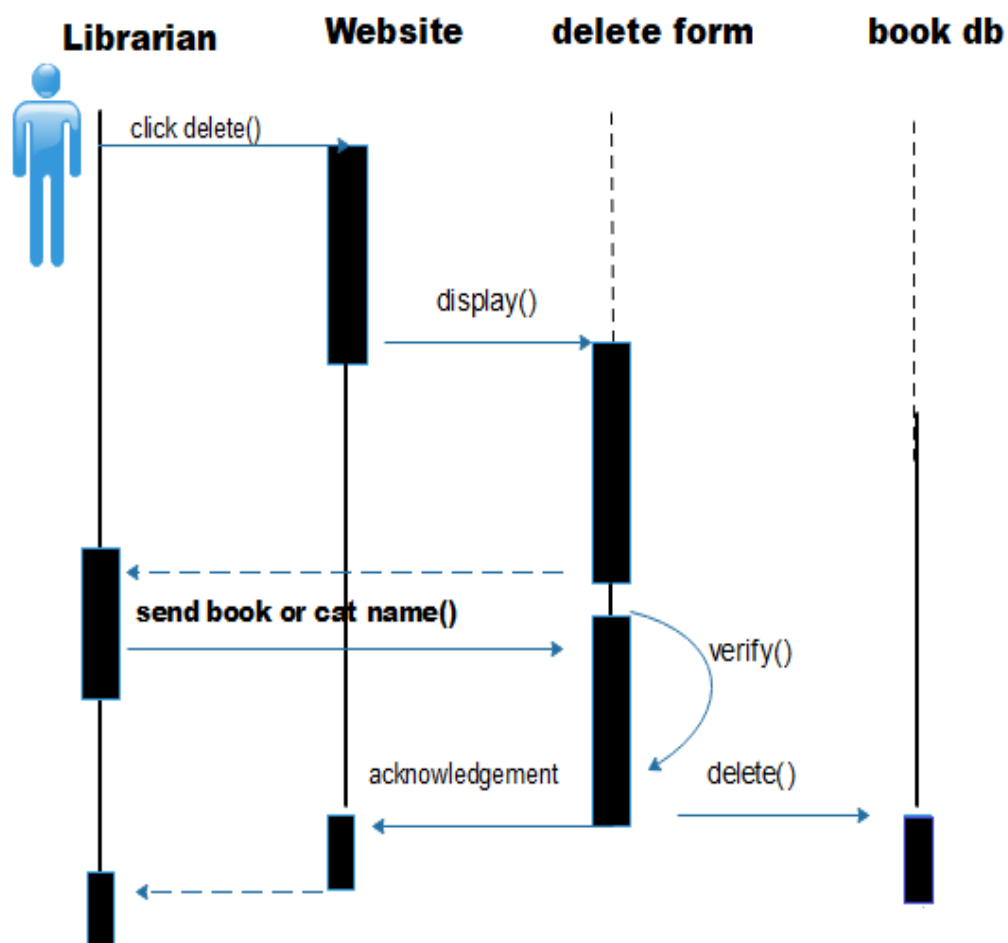 Librarian
Website
delete form
book db
click delete()
display()
send book or cat name()
verify()
acknowledgement
delete()